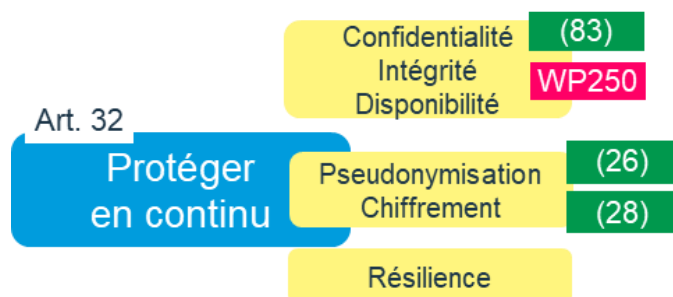 Art. 32
Protéger
en continu
Confidentialité
Intégrité
Disponibilité
(83)
WP250
Pseudonymisation
Chiffrement
(26)
(28)
Résilience